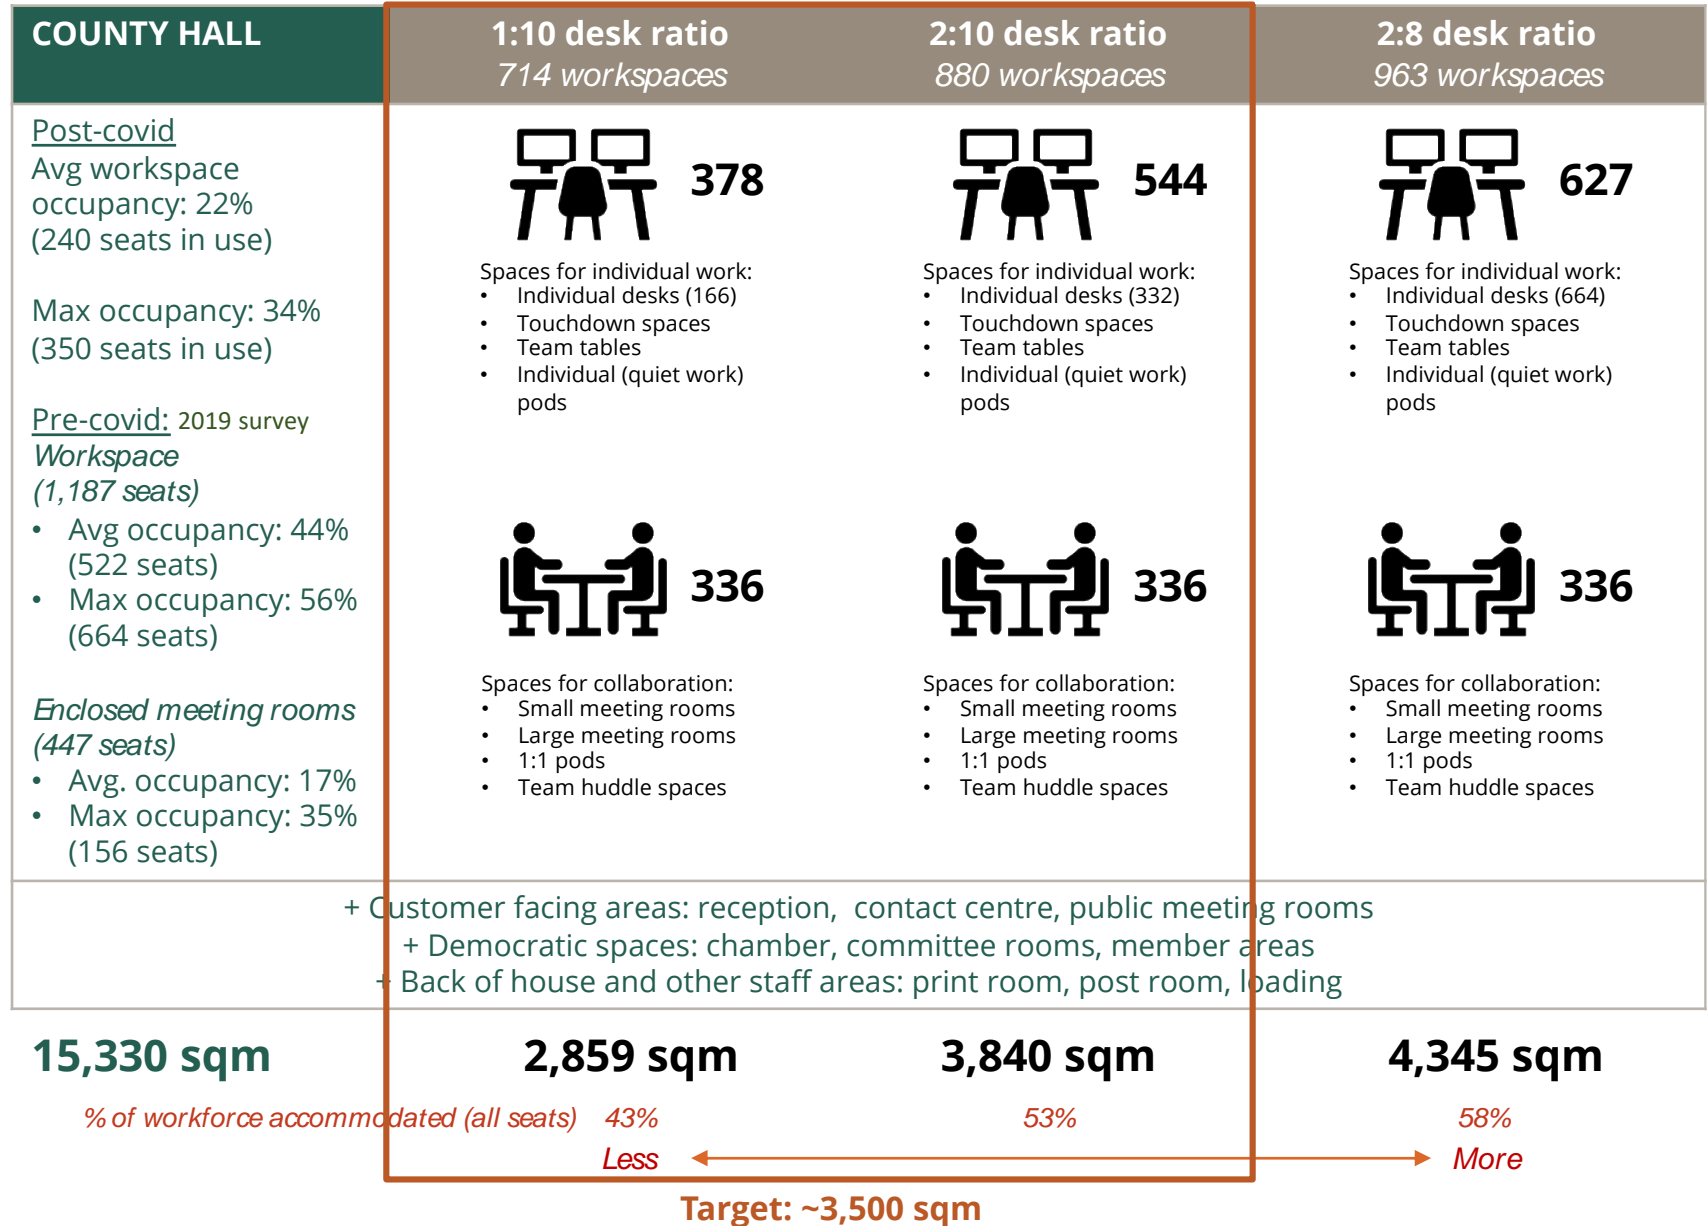 COUNTY HALL
1:10 desk ratio
714 workspaces
2:10 desk ratio
880 workspaces
2:8 desk ratio
963 workspaces
Post-covid
Avg workspace
occupancy: 22%
(240 seats in use)
Max occupancy: 34%
(350 seats in use)
Pre-covid: 2019 survey
Workspace
(1,187 seats)
• Avg occupancy: 44%
(522 seats)
• Max occupancy: 56%
(664 seats)
Enclosed meeting rooms
(447 seats)
• Avg. occupancy: 17%
• Max occupancy: 35%
(156 seats)
378
Spaces for individual work:
• Individual desks (166)
• Touchdown spaces
• Team tables
• Individual (quiet work)
pods
336
Spaces for collaboration:
• Small meeting rooms
• Large meeting rooms
• 1:1 pods
• Team huddle spaces
544
Spaces for individual work:
• Individual desks (332)
• Touchdown spaces
• Team tables
• Individual (quiet work)
pods
336
Spaces for collaboration:
• Small meeting rooms
• Large meeting rooms
• 1:1 pods
• Team huddle spaces
627
Spaces for individual work:
• Individual desks (664)
• Touchdown spaces
• Team tables
• Individual (quiet work)
pods
336
Spaces for collaboration:
• Small meeting rooms
• Large meeting rooms
• 1:1 pods
• Team huddle spaces
+ Customer facing areas: reception, contact centre, public meeting rooms
+ Democratic spaces: chamber, committee rooms, member areas
+ Back of house and other staff areas: print room, post room, loading
15,330 sqm
2,859 sqm
3,840 sqm
4,345 sqm
% of workforce accommodated (all seats) 43%
53%
58%
Less
More
Target: ~3,500 sqm